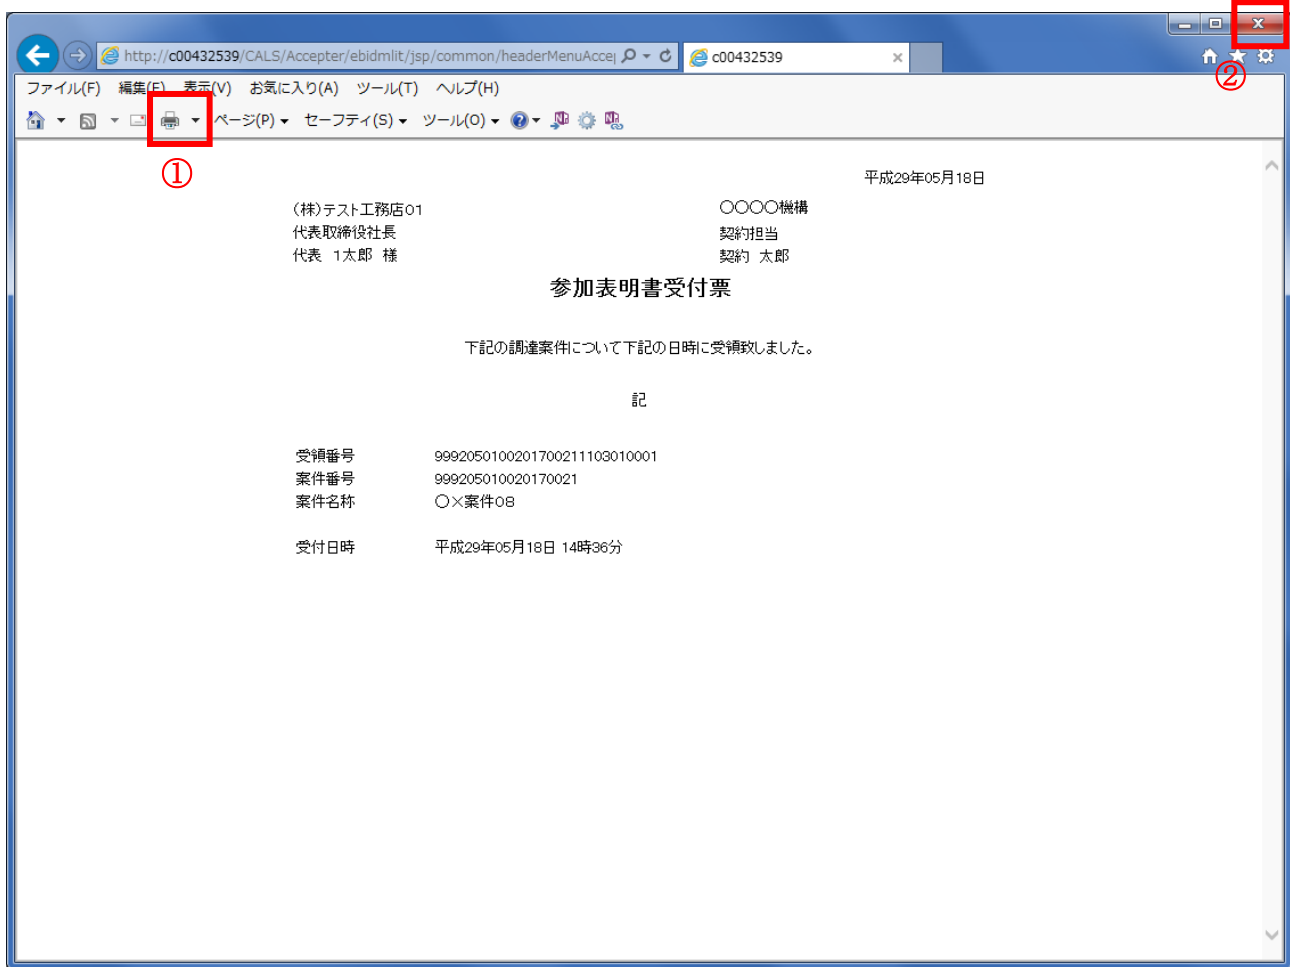 http://c00432539/CALS/Accepter/ebidmlit/jsp/common/headerMenuAccep
c00432539
②
ファイル(F) 編集(E) 表示(V) お気に入り(A) ツール(T) ヘルプ(H)
ページ(P) セーフティ(S) ツール(O)
①
平成29年05月18日
(株)テスト工務店01
〇〇〇〇機構
代表取締役社長
契約担当
代表 1太郎 様
契約 太郎
参加表明書受付票
下記の調達案件について下記の日時に受領致しました。
記
受領番号 9992050100201700211103010001
案件番号 999205010020170021
案件名称 〇×案件08
受付日時 平成29年05月18日 14時36分